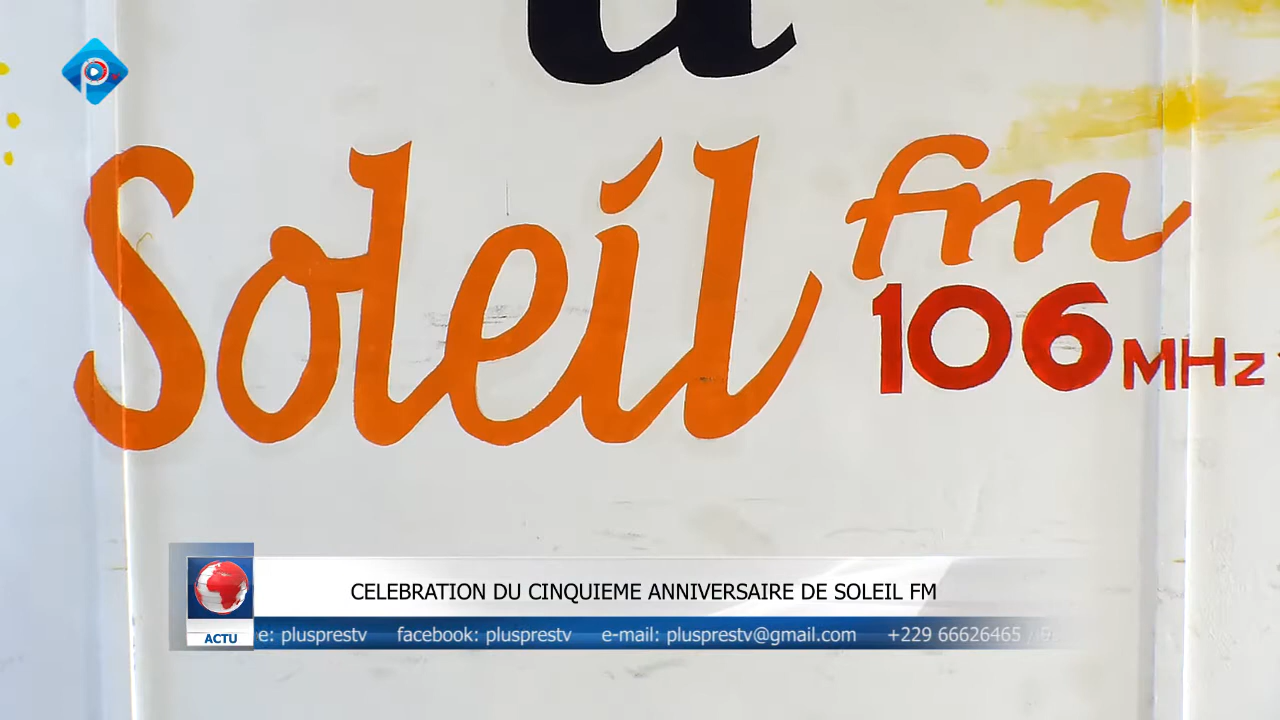 Soleil fm
106 MHz
CELEBRATION DU CINQUIEME ANNIVERSAIRE DE SOLEIL FM
ACTU
e: plusprestv facebook: plusprestv e-mail: plusprestv@gmail.com +229 66626465 / 9